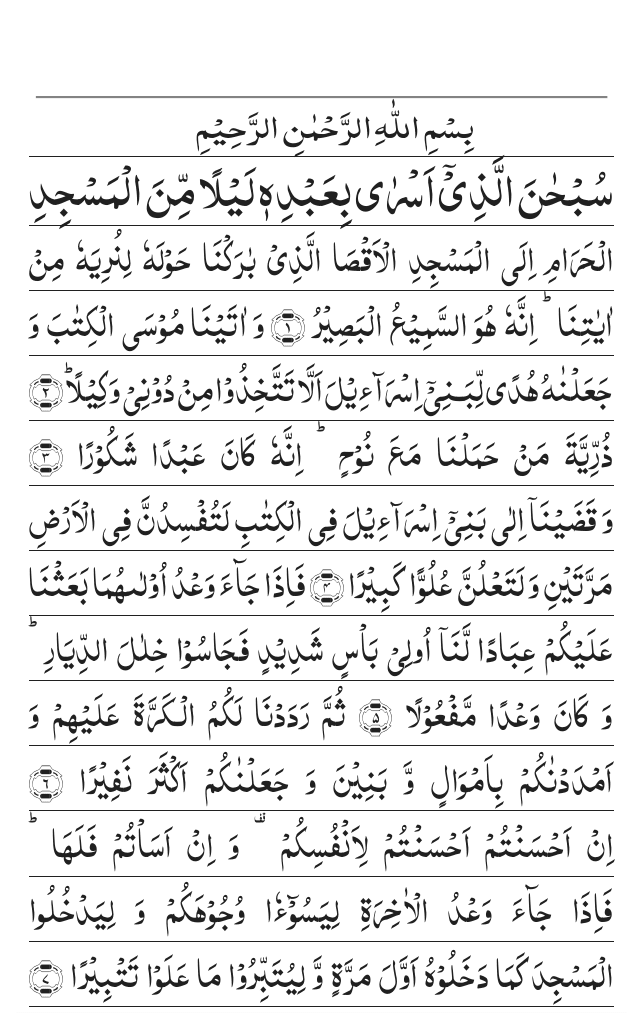 بِسْمِ اللّٰهِ الرَّحْمٰنِ الرَّحِیْمِ
سُبْحٰنَ الَّذِیْۤ اَسْرٰی بِعَبْدِهٖ لَیْلًا مِّنَ الْمَسْجِدِ
الْحَرَامِ اِلَی الْمَسْجِدِ الْاَقْصَا الَّذِیْ بٰرَكْنَا حَوْلَهٗ لِنُرِیَهٗ مِنْ
اٰیٰتِنَا ؕ اِنَّهٗ هُوَ السَّمِیْعُ الْبَصِیْرُ ﴿۱﴾ وَ اٰتَیْنَا مُوْسَی الْكِتٰبَ وَ
جَعَلْنٰهُ هُدًی لِّبَنِیْۤ اِسْرَآءِیْلَ اَلَّا تَتَّخِذُوْا مِنْ دُوْنِیْ وَكِیْلًا ؕ ﴿۲﴾
ذُرِّیَّةَ مَنْ حَمَلْنَا مَعَ نُوْحٍ ؕ اِنَّهٗ كَانَ عَبْدًا شَكُوْرًا ﴿۳﴾
وَ قَضَیْنَاۤ اِلٰی بَنِیْۤ اِسْرَآءِیْلَ فِی الْكِتٰبِ لَتُفْسِدُنَّ فِی الْاَرْضِ
مَرَّتَیْنِ وَ لَتَعْلُنَّ عُلُوًّا كَبِیْرًا ﴿۴﴾ فَاِذَا جَآءَ وَعْدُ اُوْلٰىهُمَا بَعَثْنَا
عَلَیْكُمْ عِبَادًا لَّنَاۤ اُولِیْ بَاْسٍ شَدِیْدٍ فَجَاسُوْا خِلٰلَ الدِّیَارِ ؕ
وَ كَانَ وَعْدًا مَّفْعُوْلًا ﴿۵﴾ ثُمَّ رَدَدْنَا لَكُمُ الْكَرَّةَ عَلَیْهِمْ وَ
اَمْدَدْنٰكُمْ بِاَمْوَالٍ وَّ بَنِیْنَ وَ جَعَلْنٰكُمْ اَكْثَرَ نَفِیْرًا ﴿۶﴾
اِنْ اَحْسَنْتُمْ اَحْسَنْتُمْ لِاَنْفُسِكُمْ ۫ وَ اِنْ اَسَاْتُمْ فَلَهَا ؕ
فَاِذَا جَآءَ وَعْدُ الْاٰخِرَةِ لِیَسُوْٓءٗا وُجُوْهَكُمْ وَ لِیَدْخُلُوا
الْمَسْجِدَ كَمَا دَخَلُوْهُ اَوَّلَ مَرَّةٍ وَّ لِیُتَبِّرُوْا مَا عَلَوْا تَتْبِیْرًا ﴿۷﴾